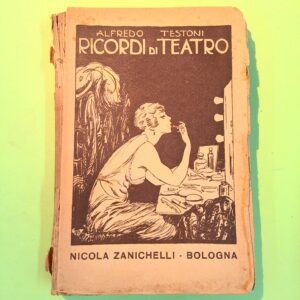 ALFREDO TESTONI
RICORDI DI TEATRO
NICOLA ZANICHELLI • BOLOGNA